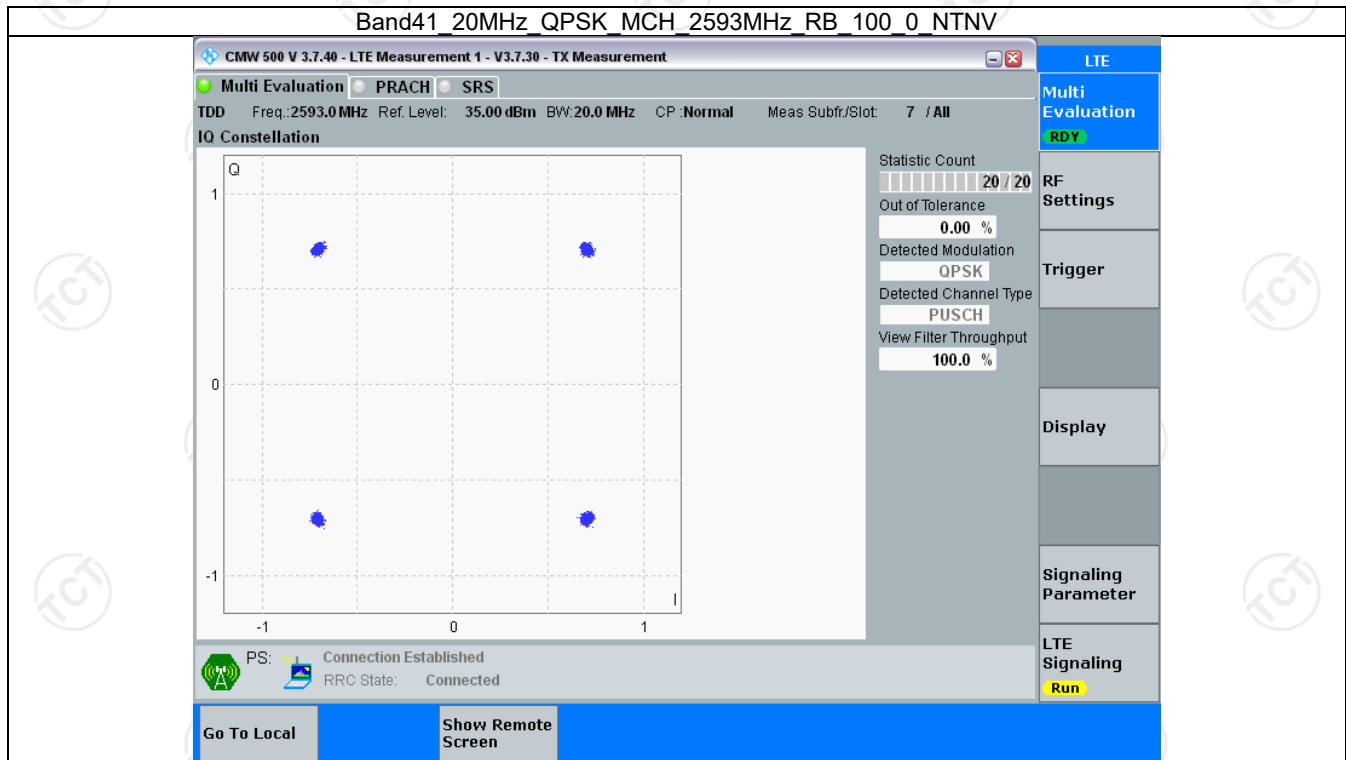 Band41_20MHz_QPSK_MCH_2593MHz_RB_100_0_NTNV
CMW 500 V 3.7.40 - LTE Measurement 1 - V3.7.30 - TX Measurement
LTE
Multi Evaluation PRACH SRS
TDD Freq.:2593.0 MHz Ref. Level: 35.00 dBm BW:20.0 MHz CP :Normal Meas Subfr./Slot: 7 / All
IQ Constellation
Q
1
0
-1
-1 0 1
I
Statistic Count
20 / 20
Out of Tolerance
0.00 %
Detected Modulation
QPSK
Detected Channel Type
PUSCH
View Filter Throughput
100.0 %
Multi
Evaluation
RDY
RF
Settings
Trigger
Display
Signaling
Parameter
LTE
Signaling
Run
PS: Connection Established
RRC State: Connected
Go To Local
Show Remote
Screen
TCT
TCT
TCT
TCT